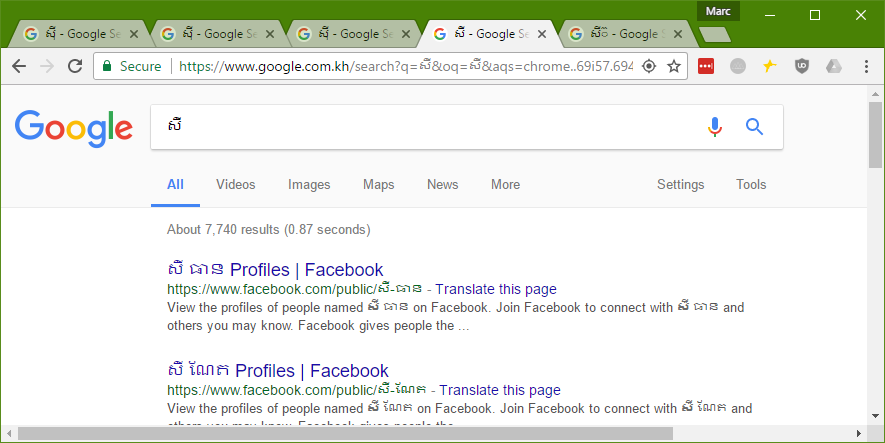 Marc
ស៊ី - Google Se
ស៊ី - Google Se
ស៊ី - Google Se
ស៊ី - Google Se
Secure
https://www.google.com.kh/search?q=ស៊ី&oq=ស៊ី&aqs=chrome..69i57.694
Google
ស៊ី
All Videos Images Maps News More Settings Tools
About 7,740 results (0.87 seconds)
ស៊ី ធាន Profiles | Facebook
https://www.facebook.com/public/ស៊ី-ធាន - Translate this page
View the profiles of people named ស៊ី ធាន on Facebook. Join Facebook to connect with ស៊ី ធាន and
others you may know. Facebook gives people the ...
ស៊ី ណែត Profiles | Facebook
https://www.facebook.com/public/ស៊ី-ណែត - Translate this page
View the profiles of people named ស៊ី ណែត on Facebook. Join Facebook to connect with ស៊ី ណែត and